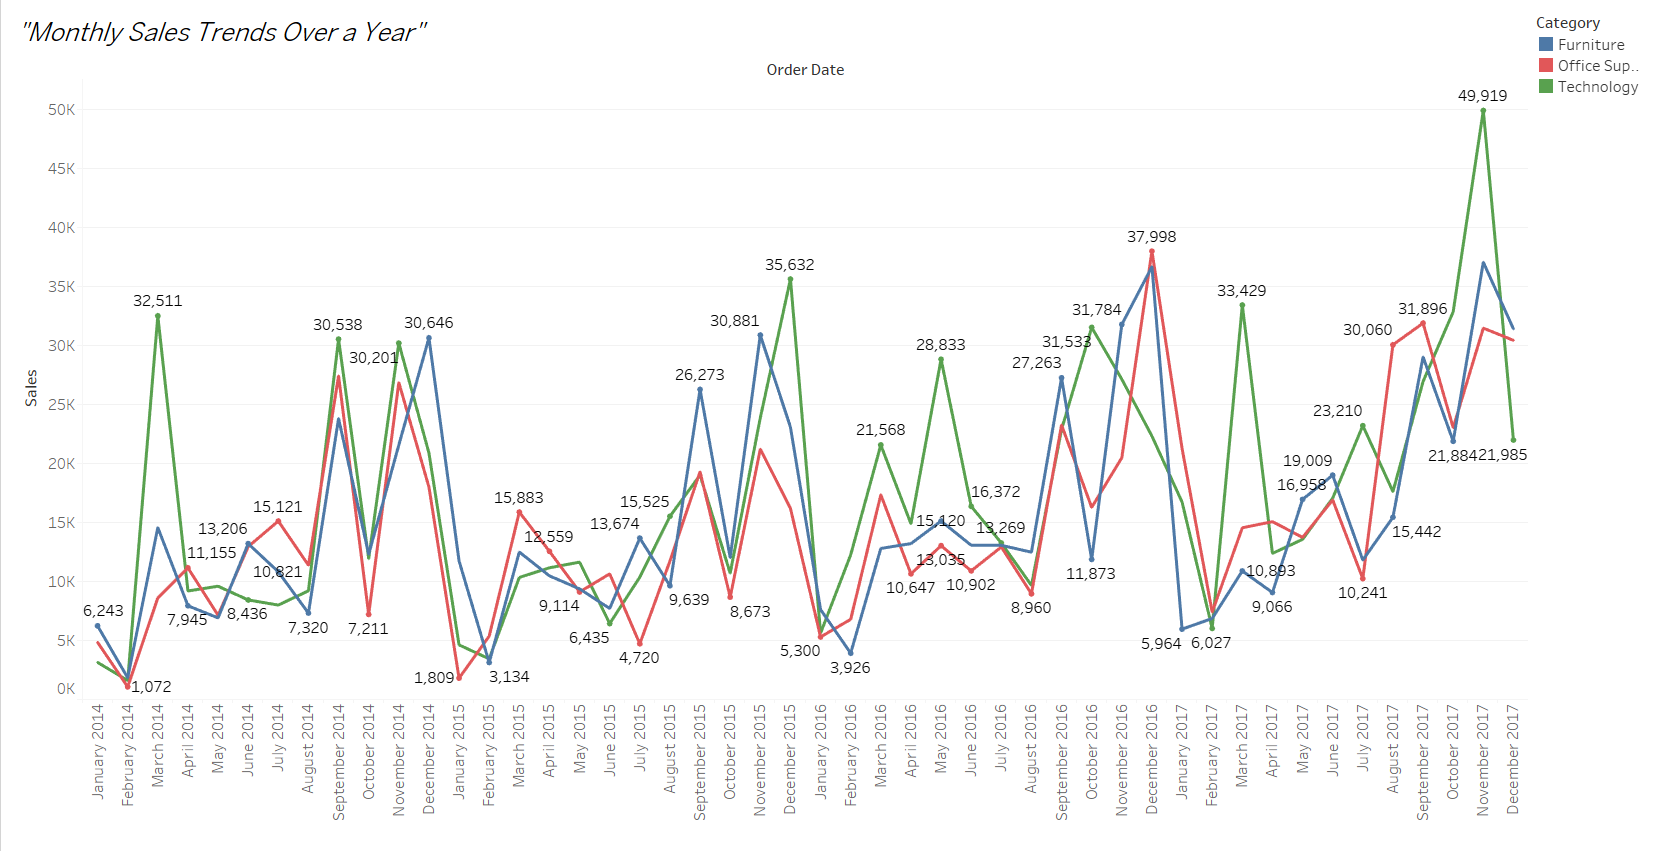 "Monthly Sales Trends Over a Year"
Category
Furniture
Office Sup..
Technology
Order Date
Sales
50K
45K
40K
35K
30K
25K
20K
15K
10K
5K
0K
6,243
1,072
32,511
7,945
11,155
13,206
8,436
15,121
10,821
7,320
30,538
7,211
30,201
30,646
1,809
3,134
15,883
12,559
9,114
6,435
13,674
4,720
15,525
9,639
26,273
8,673
30,881
35,632
5,300
3,926
21,568
10,647
28,833
15,120
13,035
16,372
10,902
13,269
8,960
27,263
31,533
11,873
31,784
37,998
5,964
6,027
33,429
10,893
9,066
16,958
19,009
23,210
10,241
30,060
15,442
31,896
21,884
49,919
21,985
January 2014
February 2014
March 2014
April 2014
May 2014
June 2014
July 2014
August 2014
September 2014
October 2014
November 2014
December 2014
January 2015
February 2015
March 2015
April 2015
May 2015
June 2015
July 2015
August 2015
September 2015
October 2015
November 2015
December 2015
January 2016
February 2016
March 2016
April 2016
May 2016
June 2016
July 2016
August 2016
September 2016
October 2016
November 2016
December 2016
January 2017
February 2017
March 2017
April 2017
May 2017
June 2017
July 2017
August 2017
September 2017
October 2017
November 2017
December 2017